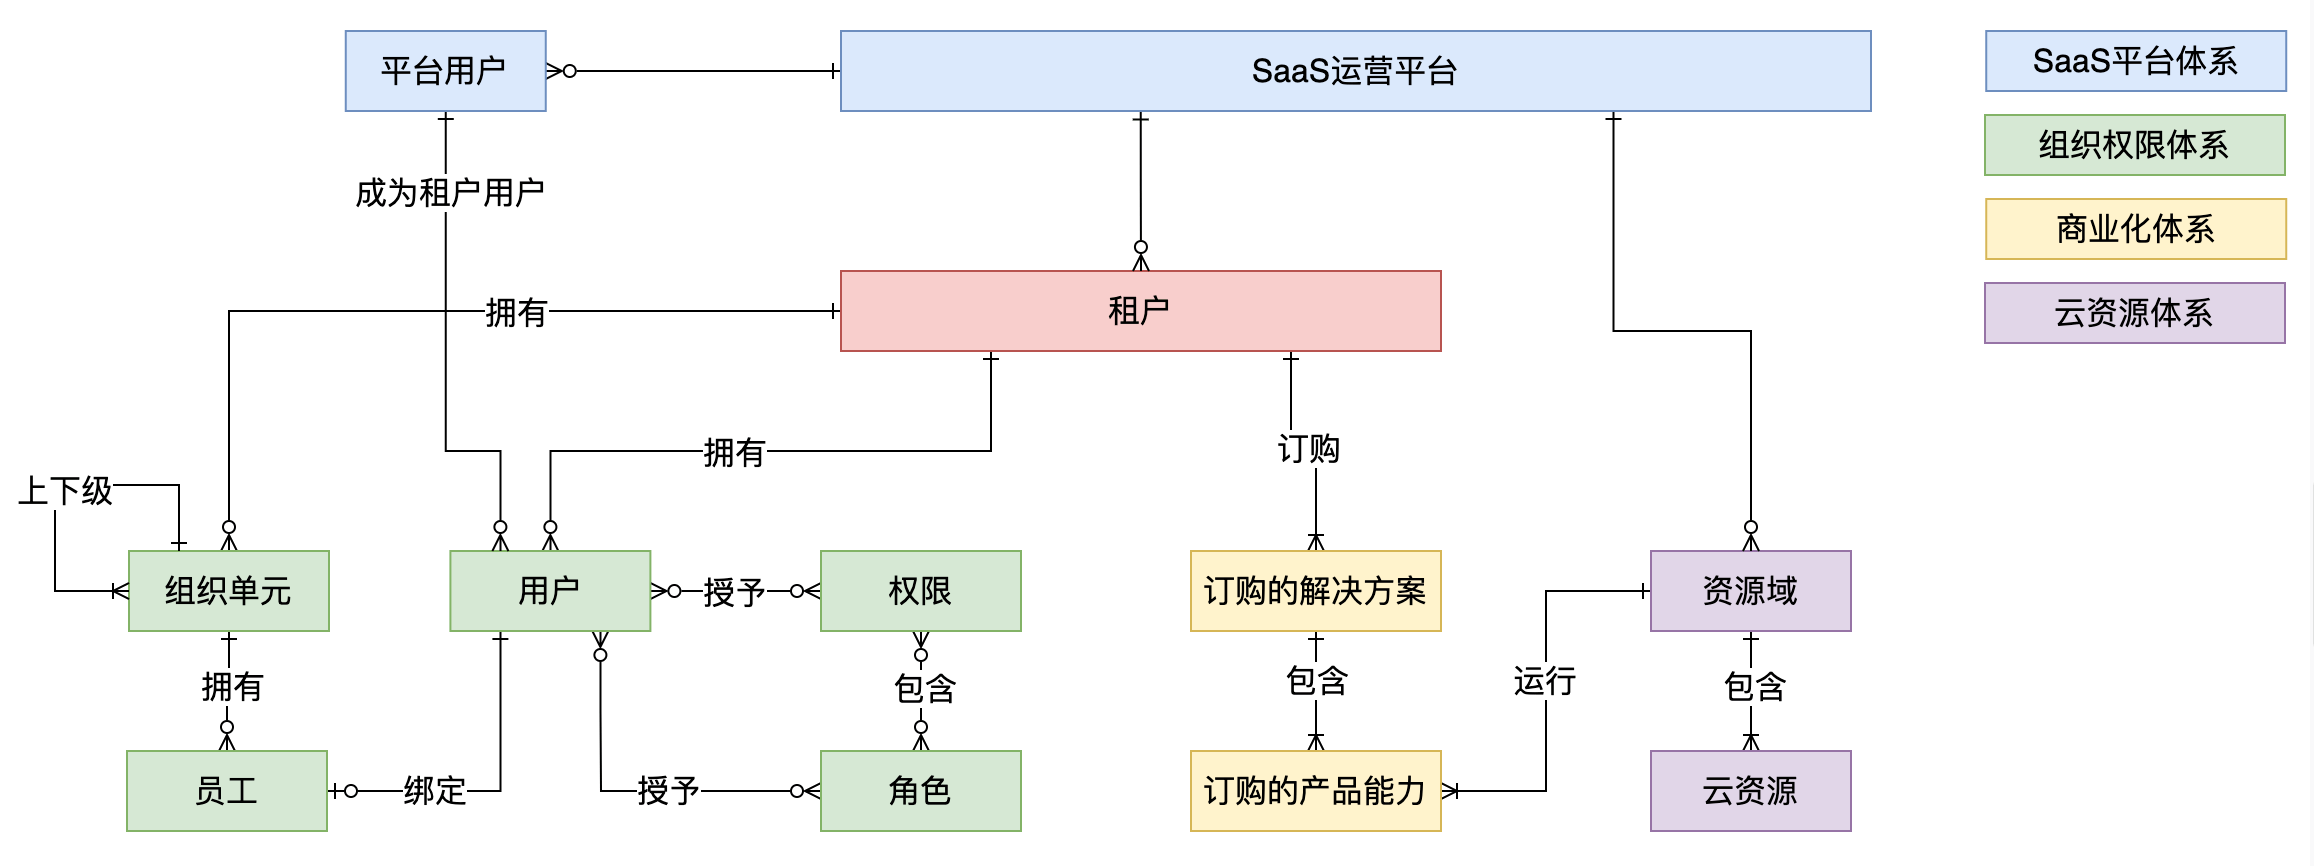 平台用户
SaaS运营平台
SaaS平台体系
组织权限体系
成为租户用户
商业化体系
拥有
租户
云资源体系
拥有
订购
上下级
组织单元
用户
授予
权限
订购的解决方案
资源域
拥有
包含
包含
运行
包含
员工
绑定
授予
角色
订购的产品能力
云资源